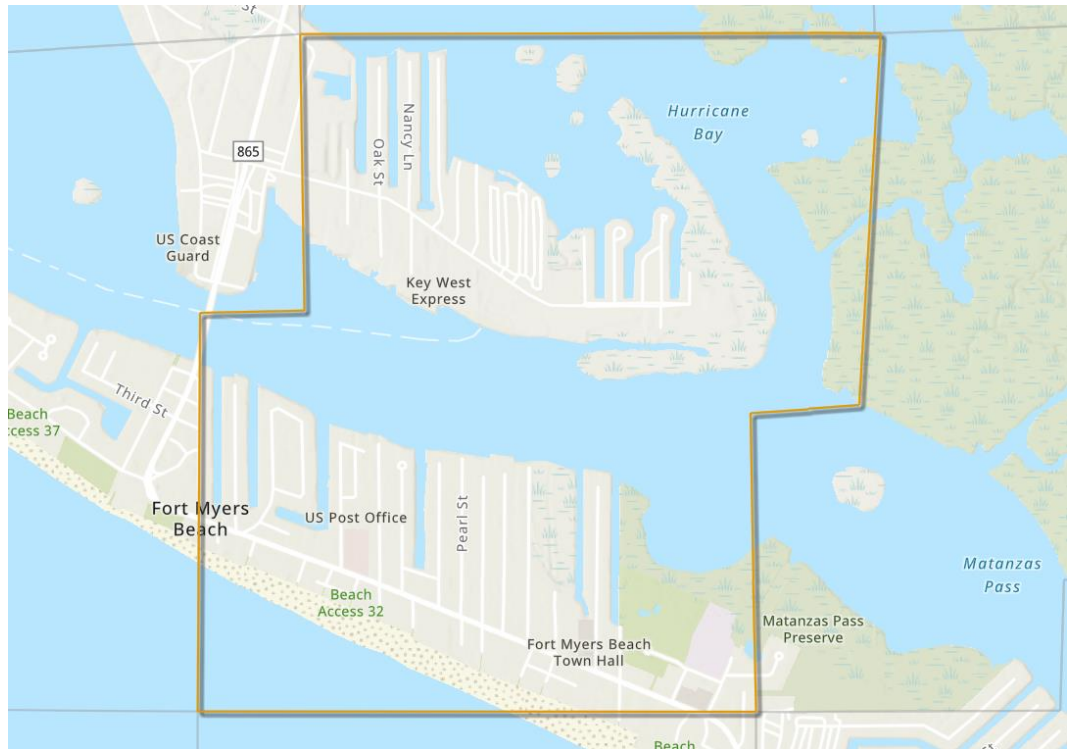 St
Hurricane
Bay
Nancy Ln
Oak St
865
US Coast
Guard
Key West
Express
Third St
Beach
ccess 37
Fort Myers
Beach
US Post Office
Pearl St
Beach
Access 32
Matanzas
Pass
Matanzas Pass
Preserve
Fort Myers Beach
Town Hall
Beach